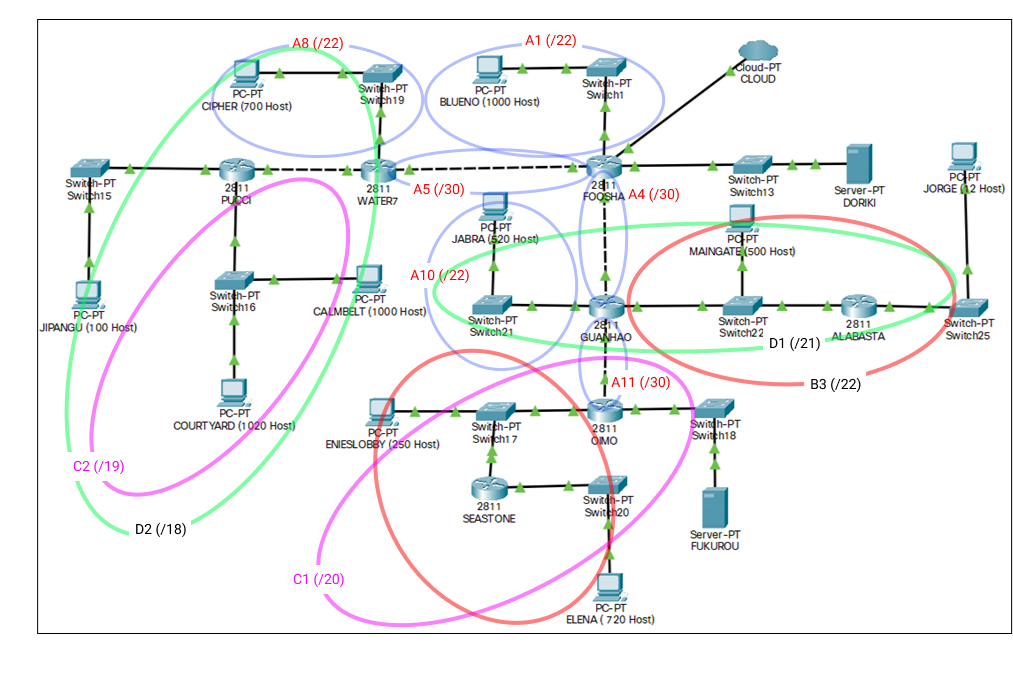 A8 (/22)
A1 (/22)
Cloud-PT
CLOUD
PC-PT
CIPHER (700 Host)
Switch-PT
Switch19
PC-PT
BLUENO (1000 Host)
Switch-PT
Switch1
Switch-PT
Switch15
2811
PUCCI
2811
WATER7
A5 (/30)
2811
FOOSHA
A4 (/30)
Switch-PT
Switch13
Server-PT
DORIKI
PC-PT
JORGE (12 Host)
PC-PT
JABRA (520 Host)
PC-PT
MAINGATE (500 Host)
A10 (/22)
Switch-PT
Switch16
PC-PT
CALMBELT (1000 Host)
PC-PT
JIPANGU (100 Host)
Switch-PT
Switch21
2811
GUANHAO
Switch-PT
Switch22
2811
ALABASTA
Switch-PT
Switch25
D1 (/21)
B3 (/22)
A11 (/30)
PC-PT
COURTYARD (1020 Host)
PC-PT
ENIESLOBBY (250 Host)
Switch-PT
Switch17
2811
OIMO
Switch-PT
Switch18
C2 (/19)
D2 (/18)
2811
SEASTONE
Switch-PT
Switch20
Server-PT
FUKUROU
C1 (/20)
PC-PT
ELENA ( 720 Host)